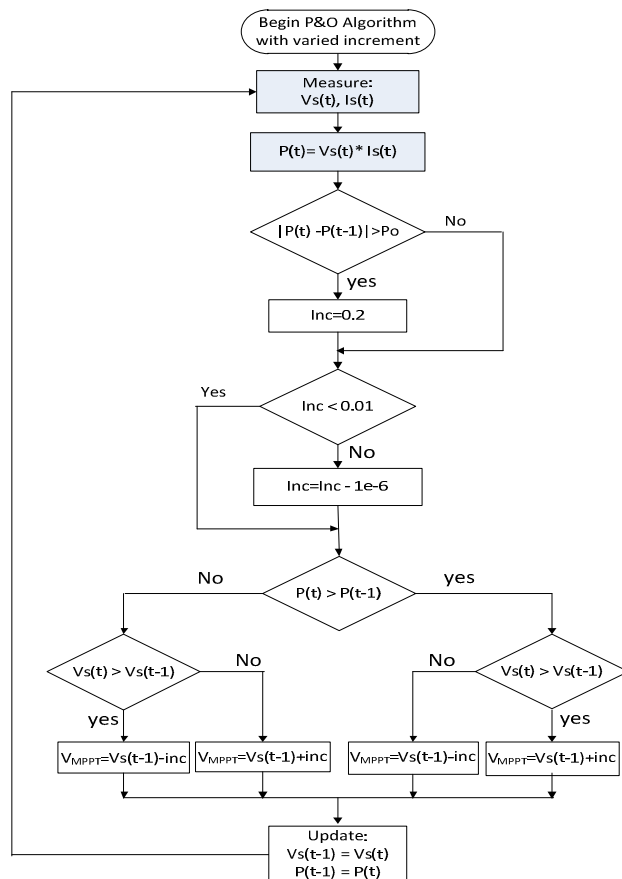 Begin P&O Algorithm
with varied increment
Measure:
Vs(t), Is(t)
P(t)= Vs(t)* Is(t)
|P(t) -P(t-1)|>Po
No
yes
Inc=0.2
Yes
Inc < 0.01
No
Inc=Inc - 1e-6
No
P(t) > P(t-1)
yes
Vs(t) > Vs(t-1)
No
No
Vs(t) > Vs(t-1)
yes
yes
VMPPT=Vs(t-1)-inc
VMPPT=Vs(t-1)+inc
VMPPT=Vs(t-1)-inc
VMPPT=Vs(t-1)+inc
Update:
Vs(t-1) = Vs(t)
P(t-1) = P(t)